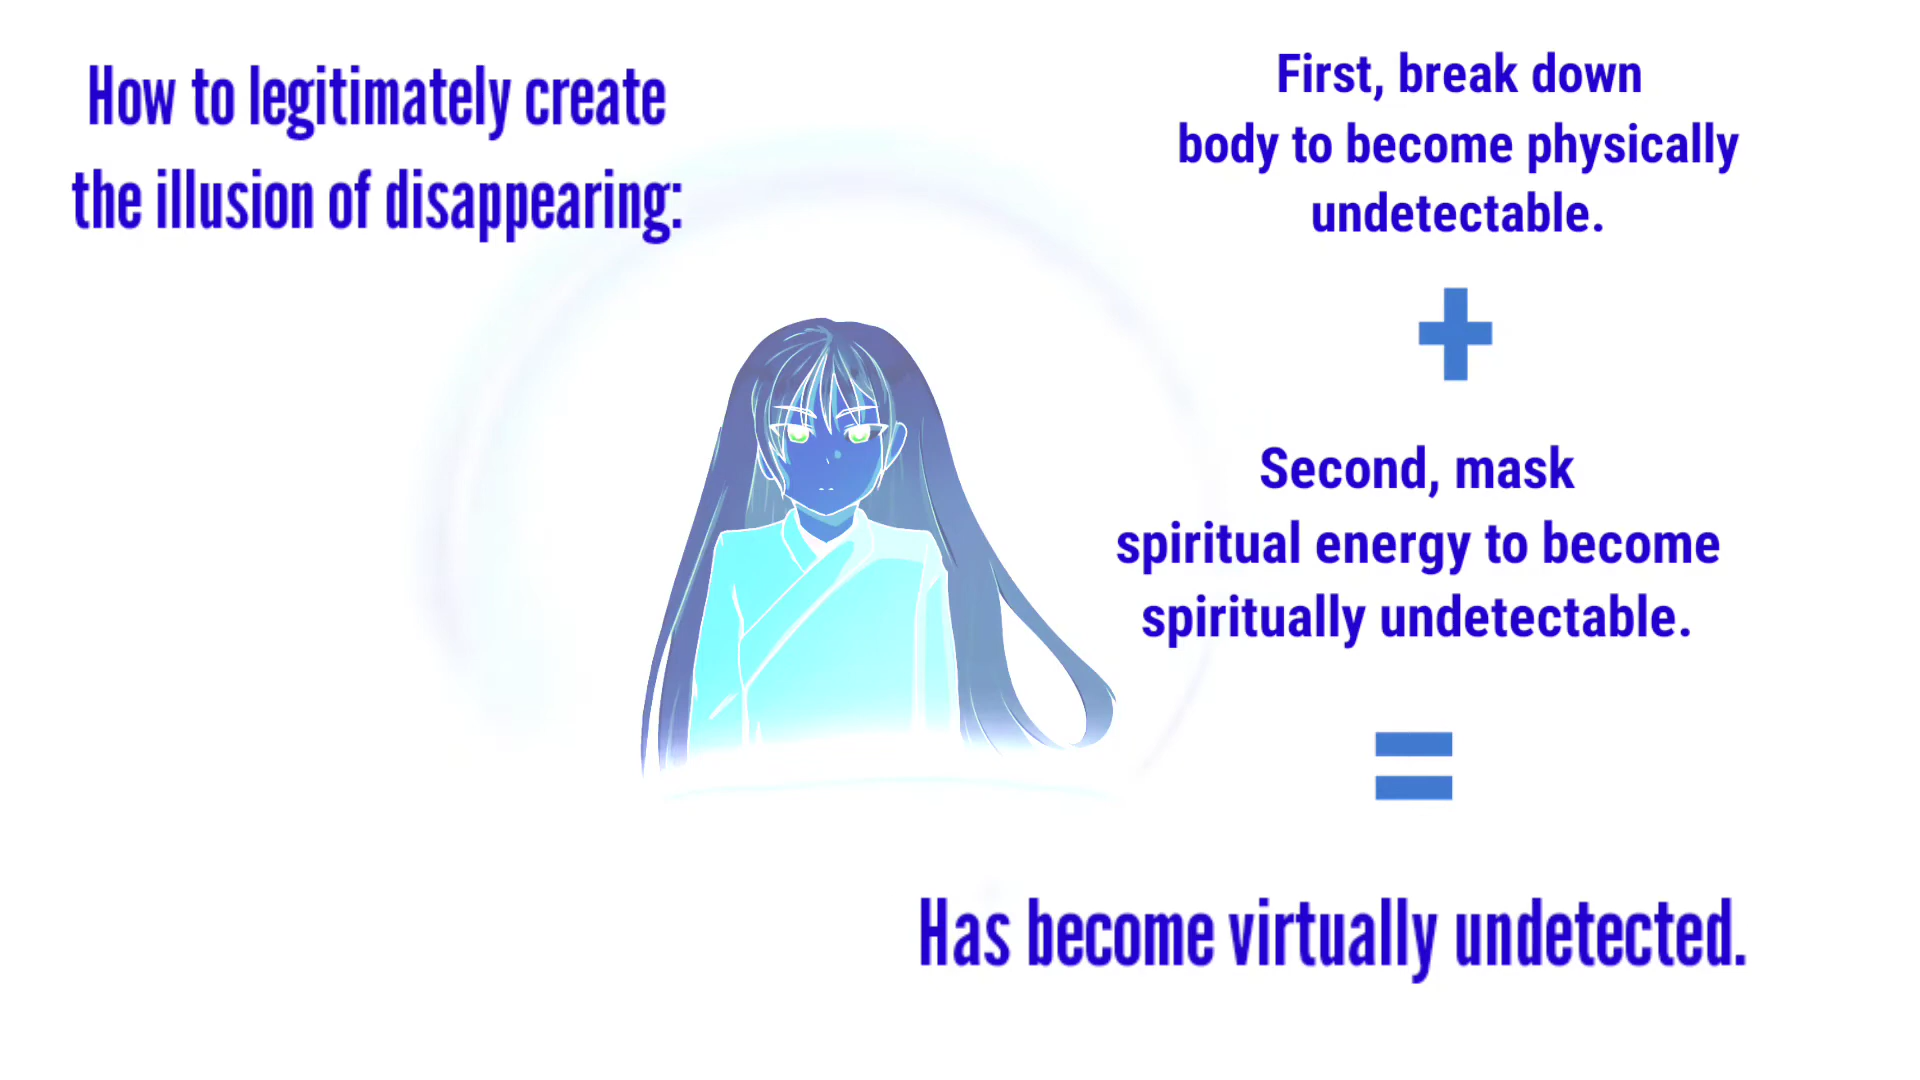 How to legitimately create
the illusion of disappearing:
First, break down
body to become physically
undetectable.
+
Second, mask
spiritual energy to become
spiritually undetectable.
=
Has become virtually undetected.